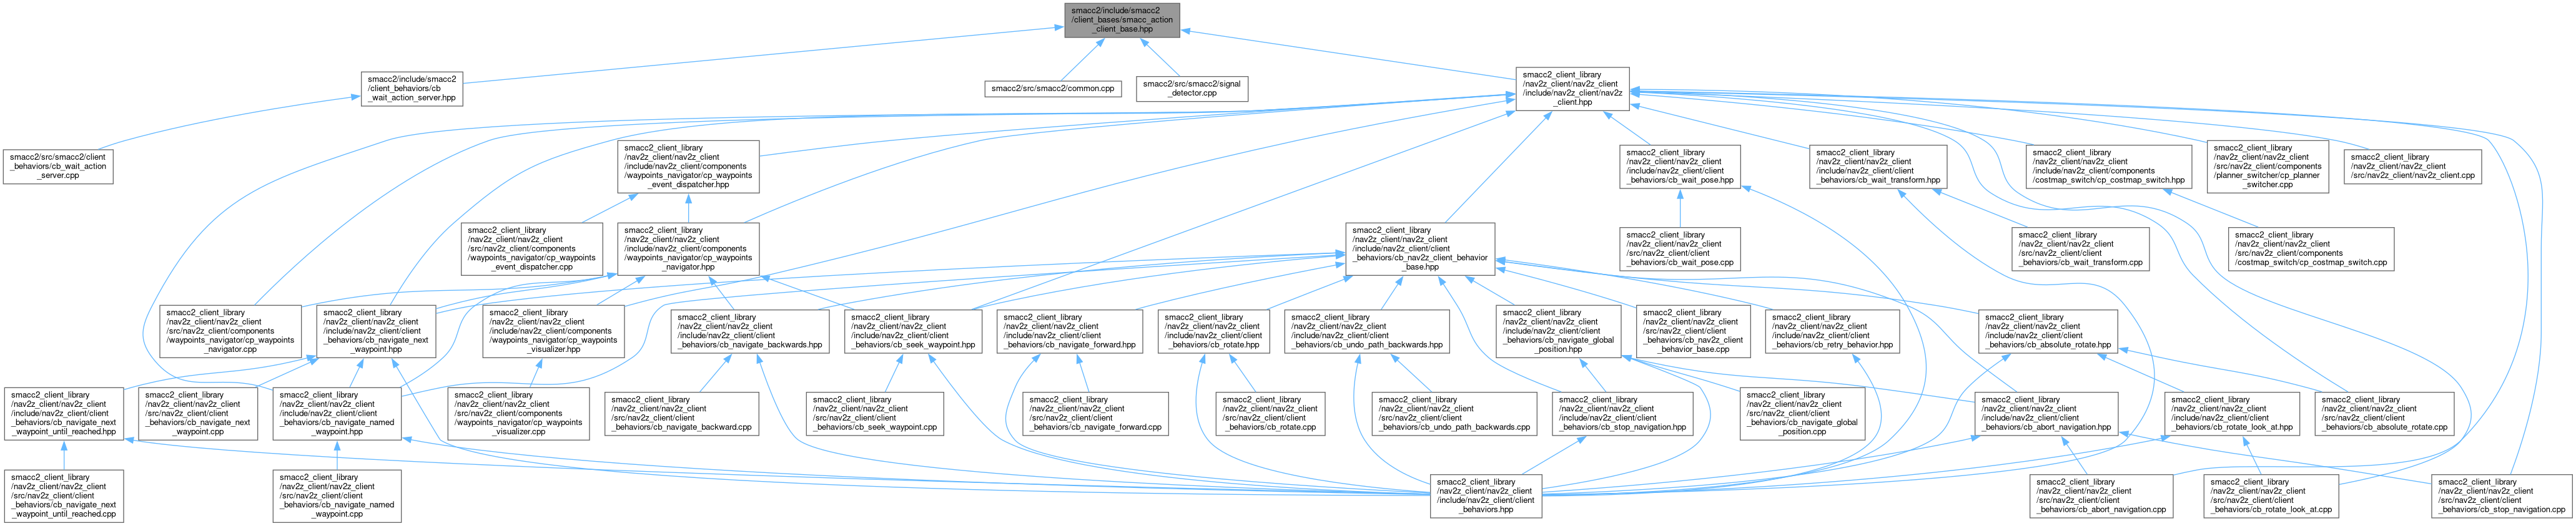 smacc2/include/smacc2
/client_bases/smacc_action
_client_base.hpp
smacc2/include/smacc2
/client_behaviors/cb
_wait_action_server.hpp
smacc2/src/smacc2/common.cpp
smacc2/src/smacc2/signal
_detector.cpp
smacc2_client_library
/nav2z_client/nav2z_client
/include/nav2z_client/nav2z
_client.hpp
smacc2/src/smacc2/client
_behaviors/cb_wait_action
_server.cpp
smacc2_client_library
/nav2z_client/nav2z_client
/include/nav2z_client/components
/waypoints_navigator/cp_waypoints
_event_dispatcher.hpp
smacc2_client_library
/nav2z_client/nav2z_client
/include/nav2z_client/client
_behaviors/cb_wait_pose.hpp
smacc2_client_library
/nav2z_client/nav2z_client
/include/nav2z_client/client
_behaviors/cb_wait_transform.hpp
smacc2_client_library
/nav2z_client/nav2z_client
/include/nav2z_client/components
/costmap_switch/cp_costmap_switch.hpp
smacc2_client_library
/nav2z_client/nav2z_client
/src/nav2z_client/components
/planner_switcher/cp_planner
_switcher.cpp
smacc2_client_library
/nav2z_client/nav2z_client
/src/nav2z_client/nav2z_client.cpp
smacc2_client_library
/nav2z_client/nav2z_client
/src/nav2z_client/components
/waypoints_navigator/cp_waypoints
_event_dispatcher.cpp
smacc2_client_library
/nav2z_client/nav2z_client
/include/nav2z_client/components
/waypoints_navigator/cp_waypoints
_navigator.hpp
smacc2_client_library
/nav2z_client/nav2z_client
/include/nav2z_client/client
_behaviors/cb_nav2z_client_behavior
_base.hpp
smacc2_client_library
/nav2z_client/nav2z_client
/src/nav2z_client/client
_behaviors/cb_wait_pose.cpp
smacc2_client_library
/nav2z_client/nav2z_client
/src/nav2z_client/client
_behaviors/cb_wait_transform.cpp
smacc2_client_library
/nav2z_client/nav2z_client
/src/nav2z_client/components
/costmap_switch/cp_costmap_switch.cpp
smacc2_client_library
/nav2z_client/nav2z_client
/src/nav2z_client/components
/waypoints_navigator/cp_waypoints
_navigator.cpp
smacc2_client_library
/nav2z_client/nav2z_client
/include/nav2z_client/client
_behaviors/cb_navigate_next
_waypoint.hpp
smacc2_client_library
/nav2z_client/nav2z_client
/include/nav2z_client/components
/waypoints_navigator/cp_waypoints
_visualizer.hpp
smacc2_client_library
/nav2z_client/nav2z_client
/include/nav2z_client/client
_behaviors/cb_navigate_backwards.hpp
smacc2_client_library
/nav2z_client/nav2z_client
/include/nav2z_client/client
_behaviors/cb_seek_waypoint.hpp
smacc2_client_library
/nav2z_client/nav2z_client
/include/nav2z_client/client
_behaviors/cb_navigate_forward.hpp
smacc2_client_library
/nav2z_client/nav2z_client
/include/nav2z_client/client
_behaviors/cb_rotate.hpp
smacc2_client_library
/nav2z_client/nav2z_client
/include/nav2z_client/client
_behaviors/cb_undo_path_backwards.hpp
smacc2_client_library
/nav2z_client/nav2z_client
/include/nav2z_client/client
_behaviors/cb_navigate_global
_position.hpp
smacc2_client_library
/nav2z_client/nav2z_client
/src/nav2z_client/client
_behaviors/cb_nav2z_client
_behavior_base.cpp
smacc2_client_library
/nav2z_client/nav2z_client
/include/nav2z_client/client
_behaviors/cb_retry_behavior.hpp
smacc2_client_library
/nav2z_client/nav2z_client
/include/nav2z_client/client
_behaviors/cb_absolute_rotate.hpp
smacc2_client_library
/nav2z_client/nav2z_client
/include/nav2z_client/client
_behaviors/cb_navigate_next
_waypoint_until_reached.hpp
smacc2_client_library
/nav2z_client/nav2z_client
/src/nav2z_client/client
_behaviors/cb_navigate_next
_waypoint.cpp
smacc2_client_library
/nav2z_client/nav2z_client
/include/nav2z_client/client
_behaviors/cb_navigate_named
_waypoint.hpp
smacc2_client_library
/nav2z_client/nav2z_client
/src/nav2z_client/components
/waypoints_navigator/cp_waypoints
_visualizer.cpp
smacc2_client_library
/nav2z_client/nav2z_client
/src/nav2z_client/client
_behaviors/cb_navigate_backward.cpp
smacc2_client_library
/nav2z_client/nav2z_client
/src/nav2z_client/client
_behaviors/cb_seek_waypoint.cpp
smacc2_client_library
/nav2z_client/nav2z_client
/src/nav2z_client/client
_behaviors/cb_navigate_forward.cpp
smacc2_client_library
/nav2z_client/nav2z_client
/src/nav2z_client/client
_behaviors/cb_rotate.cpp
smacc2_client_library
/nav2z_client/nav2z_client
/src/nav2z_client/client
_behaviors/cb_undo_path_backwards.cpp
smacc2_client_library
/nav2z_client/nav2z_client
/include/nav2z_client/client
_behaviors/cb_stop_navigation.hpp
smacc2_client_library
/nav2z_client/nav2z_client
/src/nav2z_client/client
_behaviors/cb_navigate_global
_position.cpp
smacc2_client_library
/nav2z_client/nav2z_client
/include/nav2z_client/client
_behaviors/cb_abort_navigation.hpp
smacc2_client_library
/nav2z_client/nav2z_client
/include/nav2z_client/client
_behaviors/cb_rotate_look_at.hpp
smacc2_client_library
/nav2z_client/nav2z_client
/src/nav2z_client/client
_behaviors/cb_absolute_rotate.cpp
smacc2_client_library
/nav2z_client/nav2z_client
/src/nav2z_client/client
_behaviors/cb_navigate_next
_waypoint_until_reached.cpp
smacc2_client_library
/nav2z_client/nav2z_client
/src/nav2z_client/client
_behaviors/cb_navigate_named
_waypoint.cpp
smacc2_client_library
/nav2z_client/nav2z_client
/include/nav2z_client/client
_behaviors.hpp
smacc2_client_library
/nav2z_client/nav2z_client
/src/nav2z_client/client
_behaviors/cb_abort_navigation.cpp
smacc2_client_library
/nav2z_client/nav2z_client
/src/nav2z_client/client
_behaviors/cb_rotate_look_at.cpp
smacc2_client_library
/nav2z_client/nav2z_client
/src/nav2z_client/client
_behaviors/cb_stop_navigation.cpp